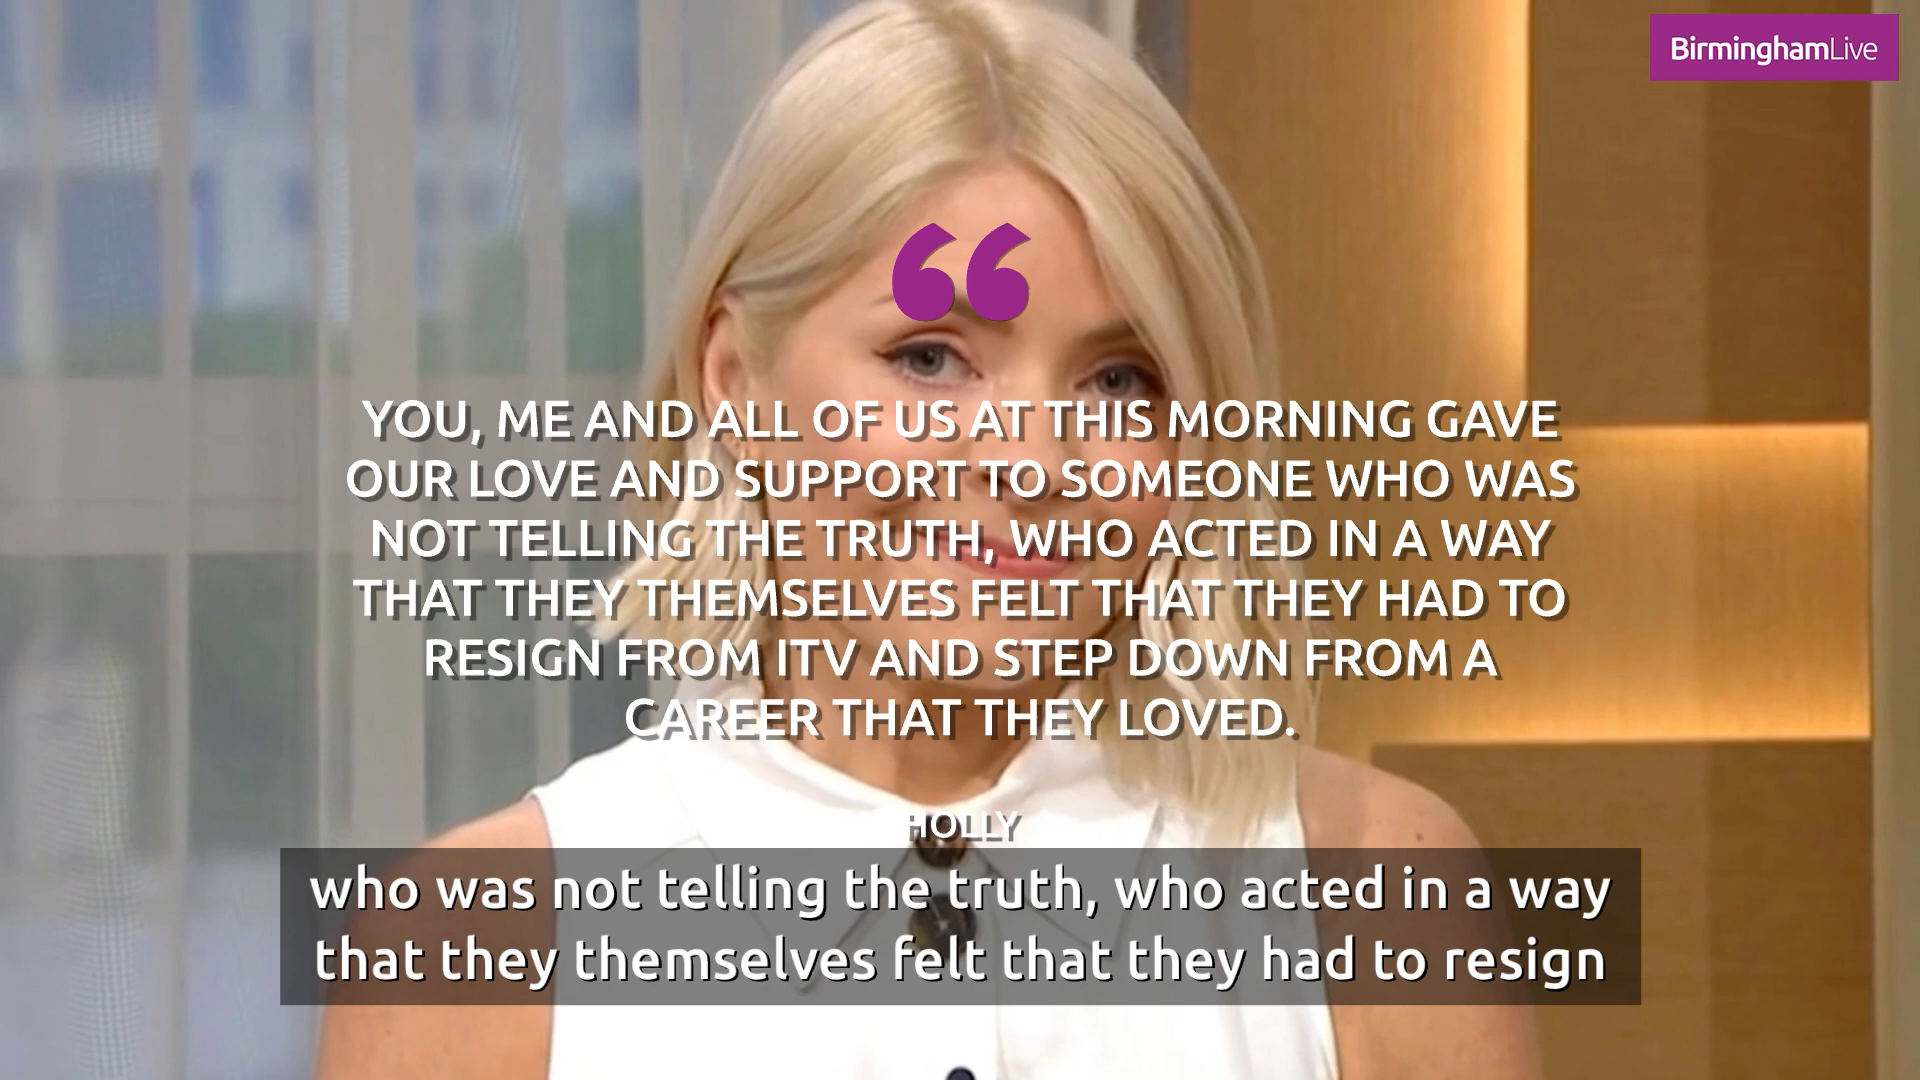 BirminghamLive
“
YOU, ME AND ALL OF US AT THIS MORNING GAVE
OUR LOVE AND SUPPORT TO SOMEONE WHO WAS
NOT TELLING THE TRUTH, WHO ACTED IN A WAY
THAT THEY THEMSELVES FELT THAT THEY HAD TO
RESIGN FROM ITV AND STEP DOWN FROM A
CAREER THAT THEY LOVED.
HOLLY
who was not telling the truth, who acted in a way
that they themselves felt that they had to resign